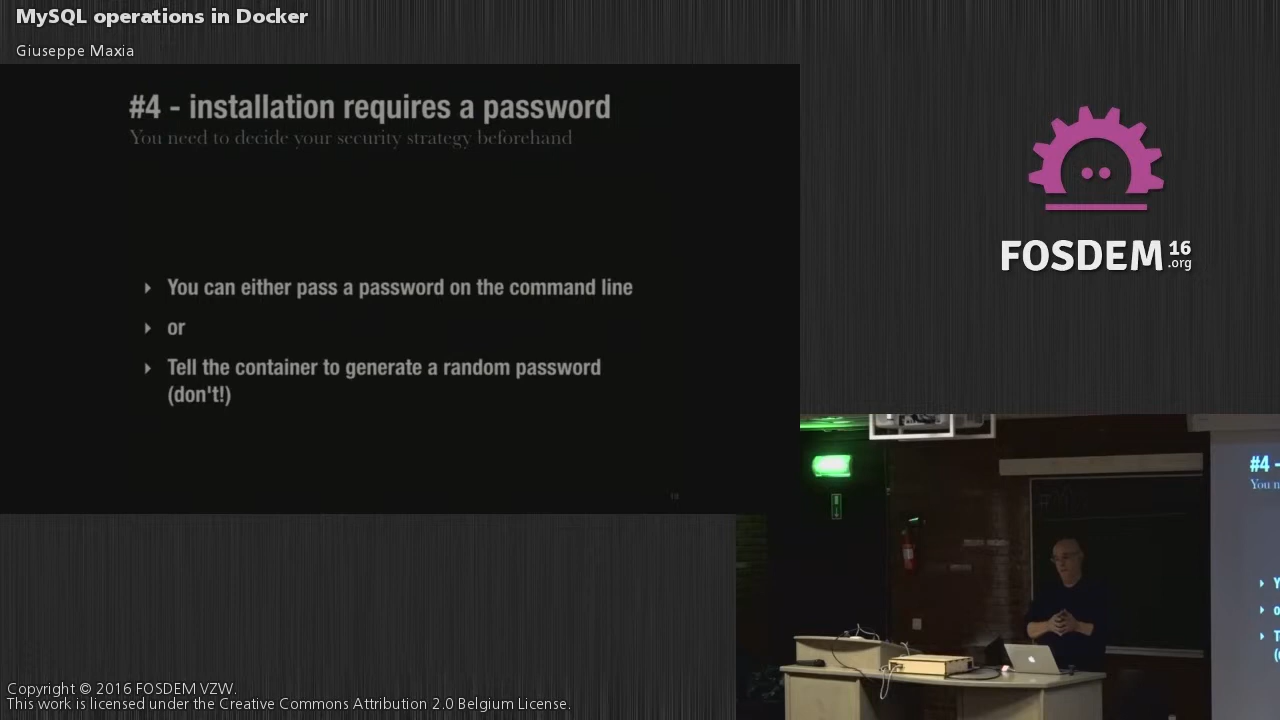 MySQL operations in Docker
Giuseppe Maxia
#4 - installation requires a password
You need to decide your security strategy beforehand
You can either pass a password on the command line
or
Tell the container to generate a random password
(don't!)
FOSDEM 16
.org
#4 -
You n
Y
o
T
(
Copyright © 2016 FOSDEM VZW.
This work is licensed under the Creative Commons Attribution 2.0 Belgium License.